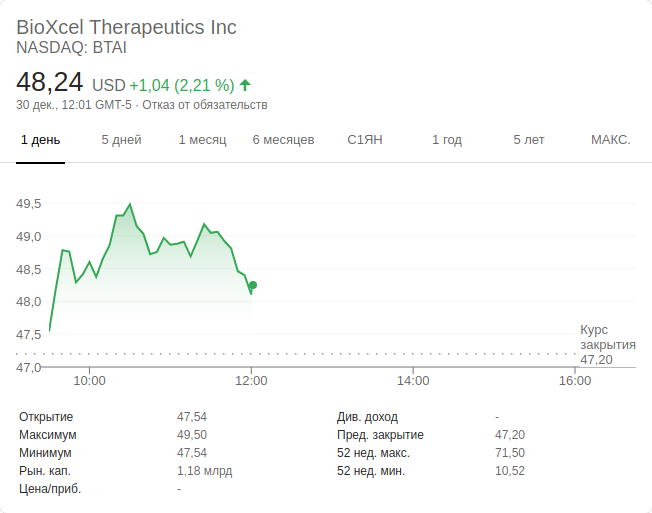 BioXcel Therapeutics Inc
NASDAQ: BTAI
48,24 USD +1,04 (2,21 %)
30 дек., 12:01 GMT-5 · Отказ от обязательств
1 день 5 дней 1 месяц 6 месяцев С1ЯН 1 год 5 лет МАКС.
49,5
49,0
48,5
48,0
47,5
47,0
Курс
закрытия
47,20
10:00 12:00 14:00 16:00
Открытие 47,54 Див. доход -
Максимум 49,50 Пред. закрытие 47,20
Минимум 47,54 52 нед. макс. 71,50
Рын. кап. 1,18 млрд 52 нед. мин. 10,52
Цена/приб. -